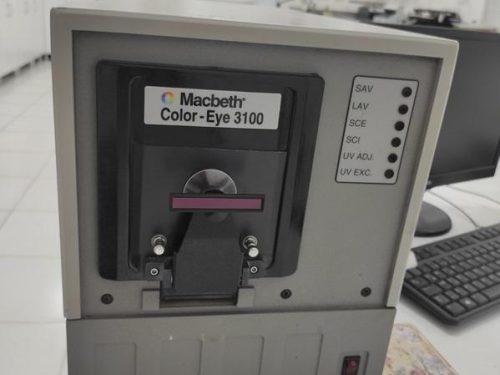 Macbeth®
Color-Eye 3100
SAV
LAV
SCE
SCI
UV ADJ.
UV EXC.